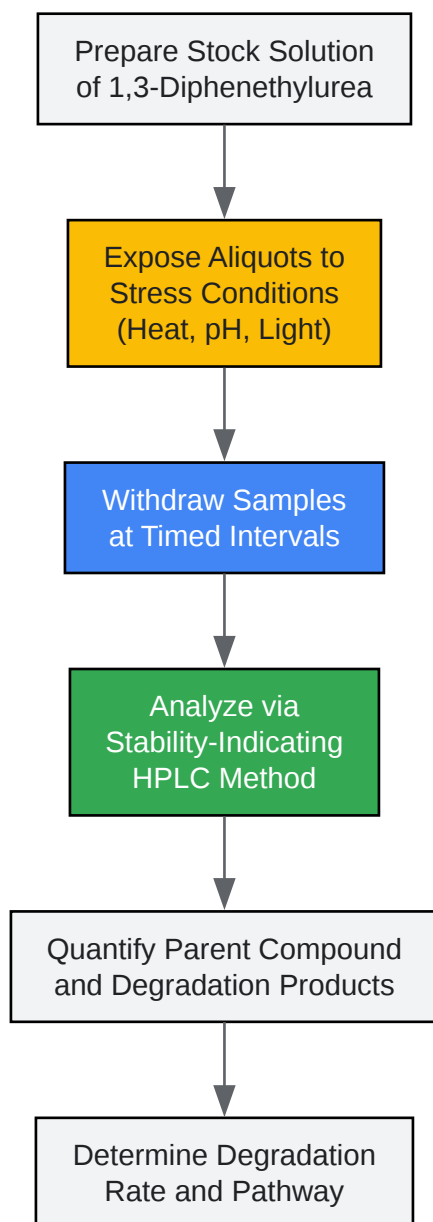 Prepare Stock Solution
of 1,3-Diphenethylurea
Expose Aliquots to
Stress Conditions
(Heat, pH, Light)
Withdraw Samples
at Timed Intervals
Analyze via
Stability-Indicating
HPLC Method
Quantify Parent Compound
and Degradation Products
Determine Degradation
Rate and Pathway